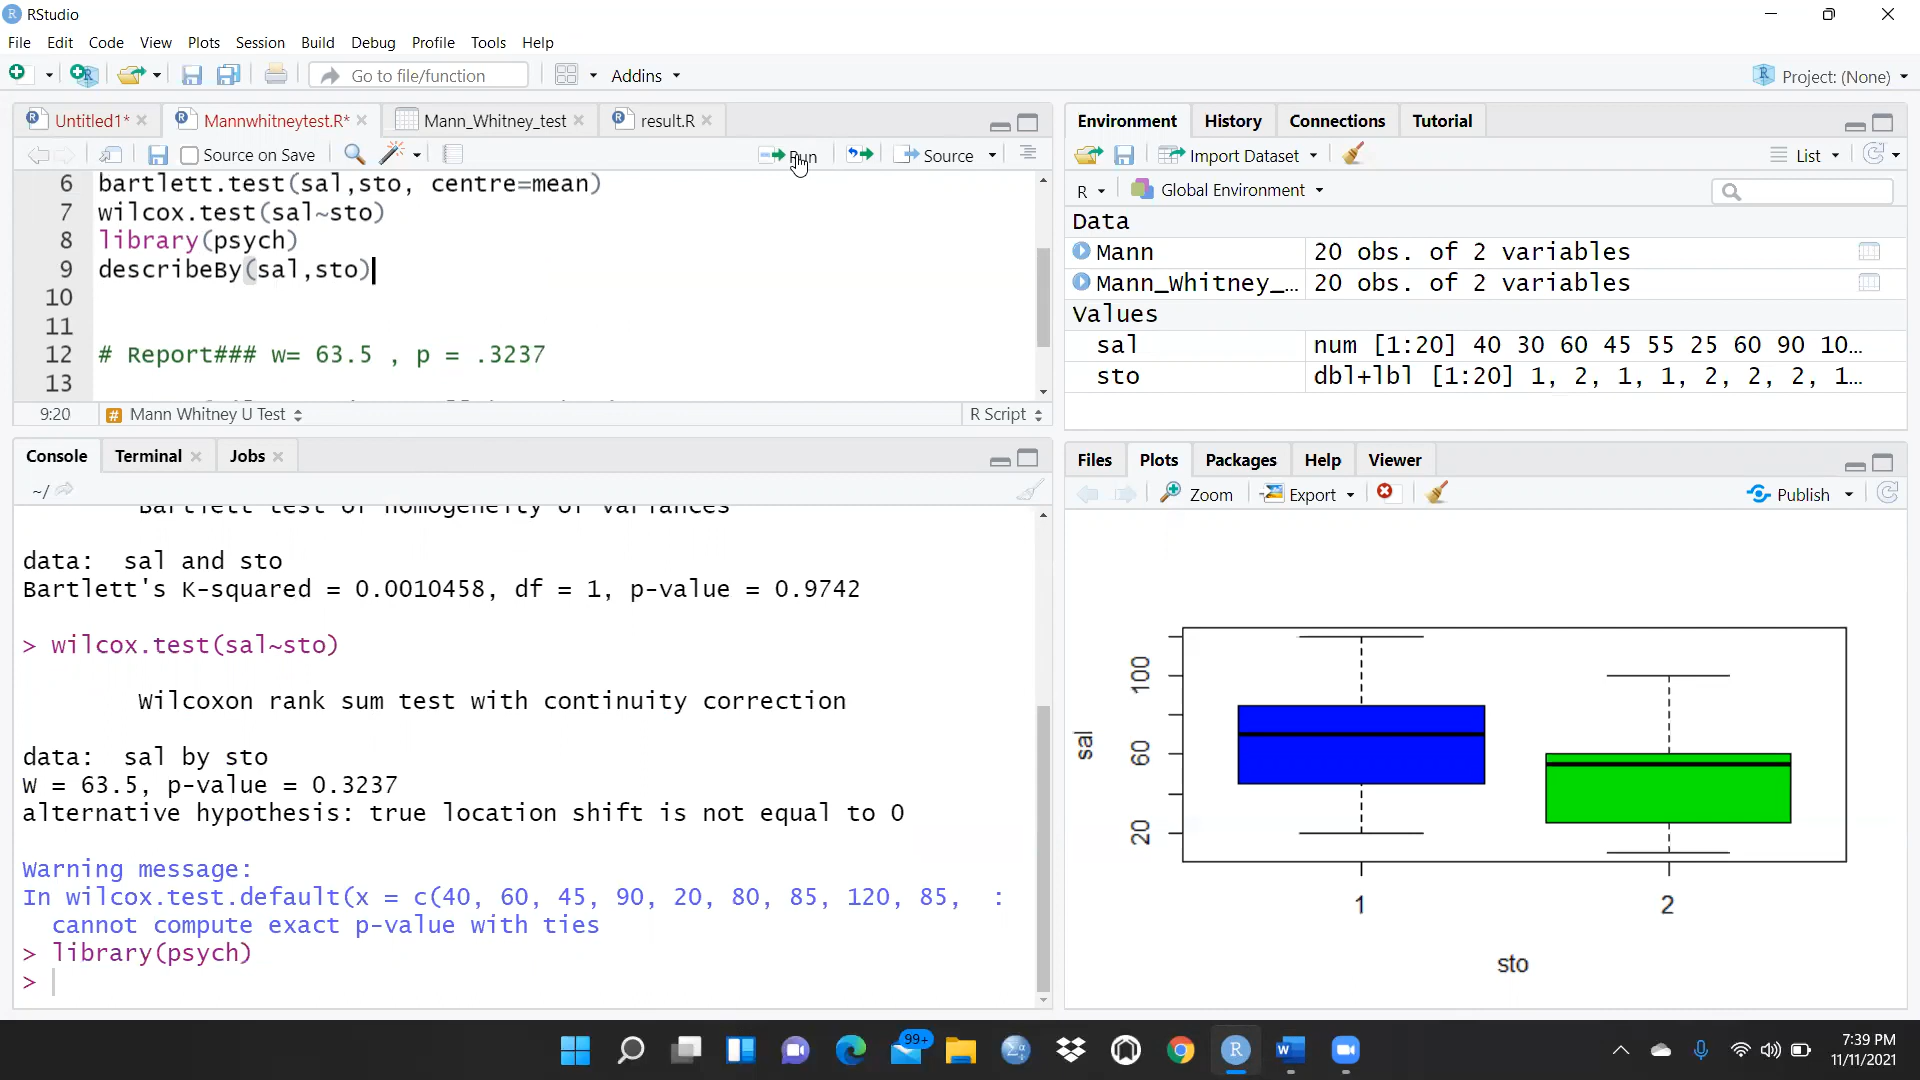 RStudio
File Edit Code View Plots Session Build Debug Profile Tools Help
Go to file/function Addins Project: (None)
Untitled1* Mannwhitneytest.R* Mann_Whitney_test result.R
Source on Save Run Source
6 bartlett.test(sal,sto, centre=mean)
7 wilcox.test(sal~sto)
8 library(psych)
9 describeBy(sal,sto)
10
11
12 # Report### w= 63.5 , p = .3237
13
9:20 Mann Whitney U Test R Script
Console Terminal Jobs
~/
Bartlett test of homogeneity of variances
data: sal and sto
Bartlett's K-squared = 0.0010458, df = 1, p-value = 0.9742
> wilcox.test(sal~sto)
Wilcoxon rank sum test with continuity correction
data: sal by sto
W = 63.5, p-value = 0.3237
alternative hypothesis: true location shift is not equal to 0
Warning message:
In wilcox.test.default(x = c(40, 60, 45, 90, 20, 80, 85, 120, 85, :
cannot compute exact p-value with ties
> library(psych)
>
Environment History Connections Tutorial
Import Dataset List
R Global Environment
Data
Mann 20 obs. of 2 variables
Mann_Whitney_... 20 obs. of 2 variables
Values
sal num [1:20] 40 30 60 45 55 25 60 90 10...
sto dbl+lbl [1:20] 1, 2, 1, 1, 2, 2, 2, 1...
Files Plots Packages Help Viewer
Zoom Export Publish
sal
100
60
20
1 2
sto
99+
7:39 PM
11/11/2021